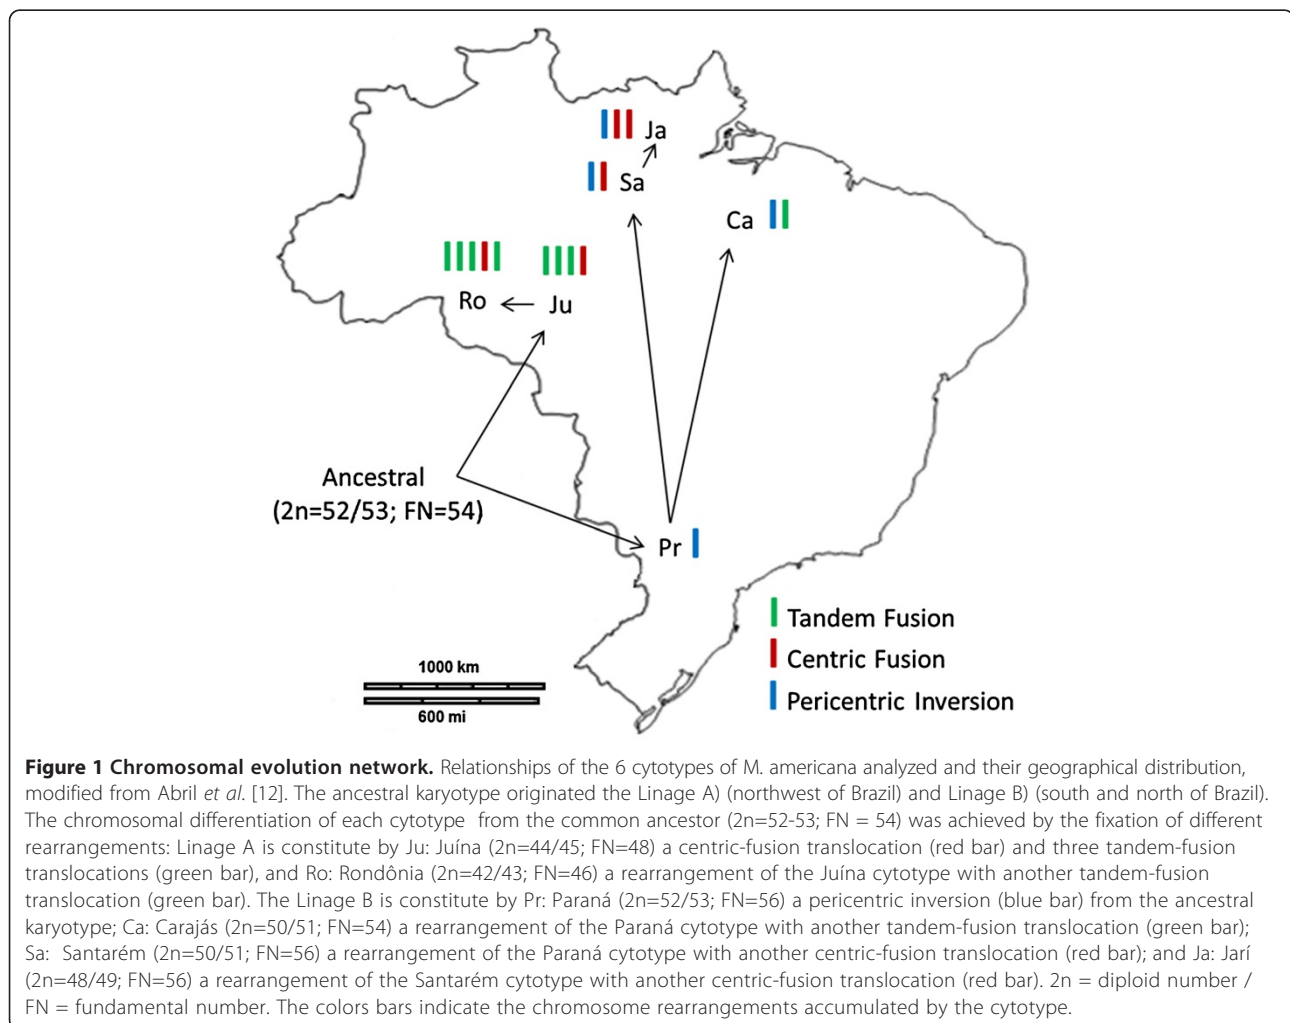 Ja
Sa
Ca
Ro
Ju
Ancestral
(2n=52/53; FN=54)
Pr
Tandem Fusion
Centric Fusion
Pericentric Inversion
1000 km
600 mi
Figure 1 Chromosomal evolution network. Relationships of the 6 cytotypes of M. americana analyzed and their geographical distribution,
modified from Abril et al. [12]. The ancestral karyotype originated the Linage A) (northwest of Brazil) and Linage B) (south and north of Brazil).
The chromosomal differentiation of each cytotype from the common ancestor (2n=52-53; FN = 54) was achieved by the fixation of different
rearrangements: Linage A is constitute by Ju: Juína (2n=44/45; FN=48) a centric-fusion translocation (red bar) and three tandem-fusion
translocations (green bar), and Ro: Rondônia (2n=42/43; FN=46) a rearrangement of the Juína cytotype with another tandem-fusion
translocation (green bar). The Linage B is constitute by Pr: Paraná (2n=52/53; FN=56) a pericentric inversion (blue bar) from the ancestral
karyotype; Ca: Carajás (2n=50/51; FN=54) a rearrangement of the Paraná cytotype with another tandem-fusion translocation (green bar);
Sa: Santarém (2n=50/51; FN=56) a rearrangement of the Paraná cytotype with another centric-fusion translocation (red bar); and Ja: Jarí
(2n=48/49; FN=56) a rearrangement of the Santarém cytotype with another centric-fusion translocation (red bar). 2n = diploid number /
FN = fundamental number. The colors bars indicate the chromosome rearrangements accumulated by the cytotype.